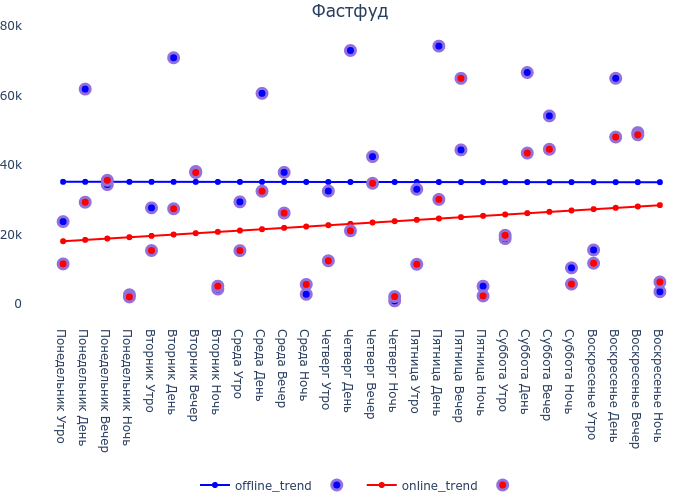 Фастфуд
80k
60k
40k
20k
0
Понедельник Утро
Понедельник День
Понедельник Вечер
Понедельник Ночь
Вторник Утро
Вторник День
Вторник Вечер
Вторник Ночь
Среда Утро
Среда День
Среда Вечер
Среда Ночь
Четверг Утро
Четверг День
Четверг Вечер
Четверг Ночь
Пятница Утро
Пятница День
Пятница Вечер
Пятница Ночь
Суббота Утро
Суббота День
Суббота Вечер
Суббота Ночь
Воскресенье Утро
Воскресенье День
Воскресенье Вечер
Воскресенье Ночь
offline_trend
online_trend